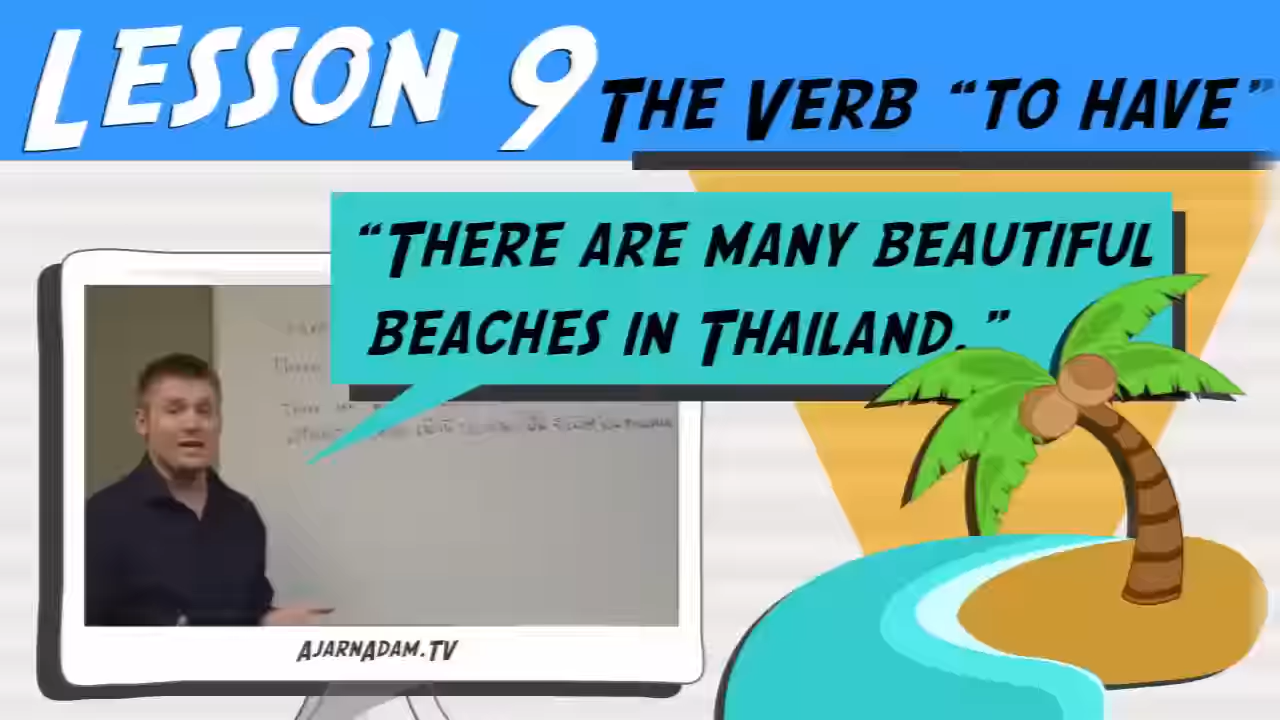 LESSON 9 THE VERB “TO HAVE”
“THERE ARE MANY BEAUTIFUL
BEACHES IN THAILAND.”
AJARNADAM.TV